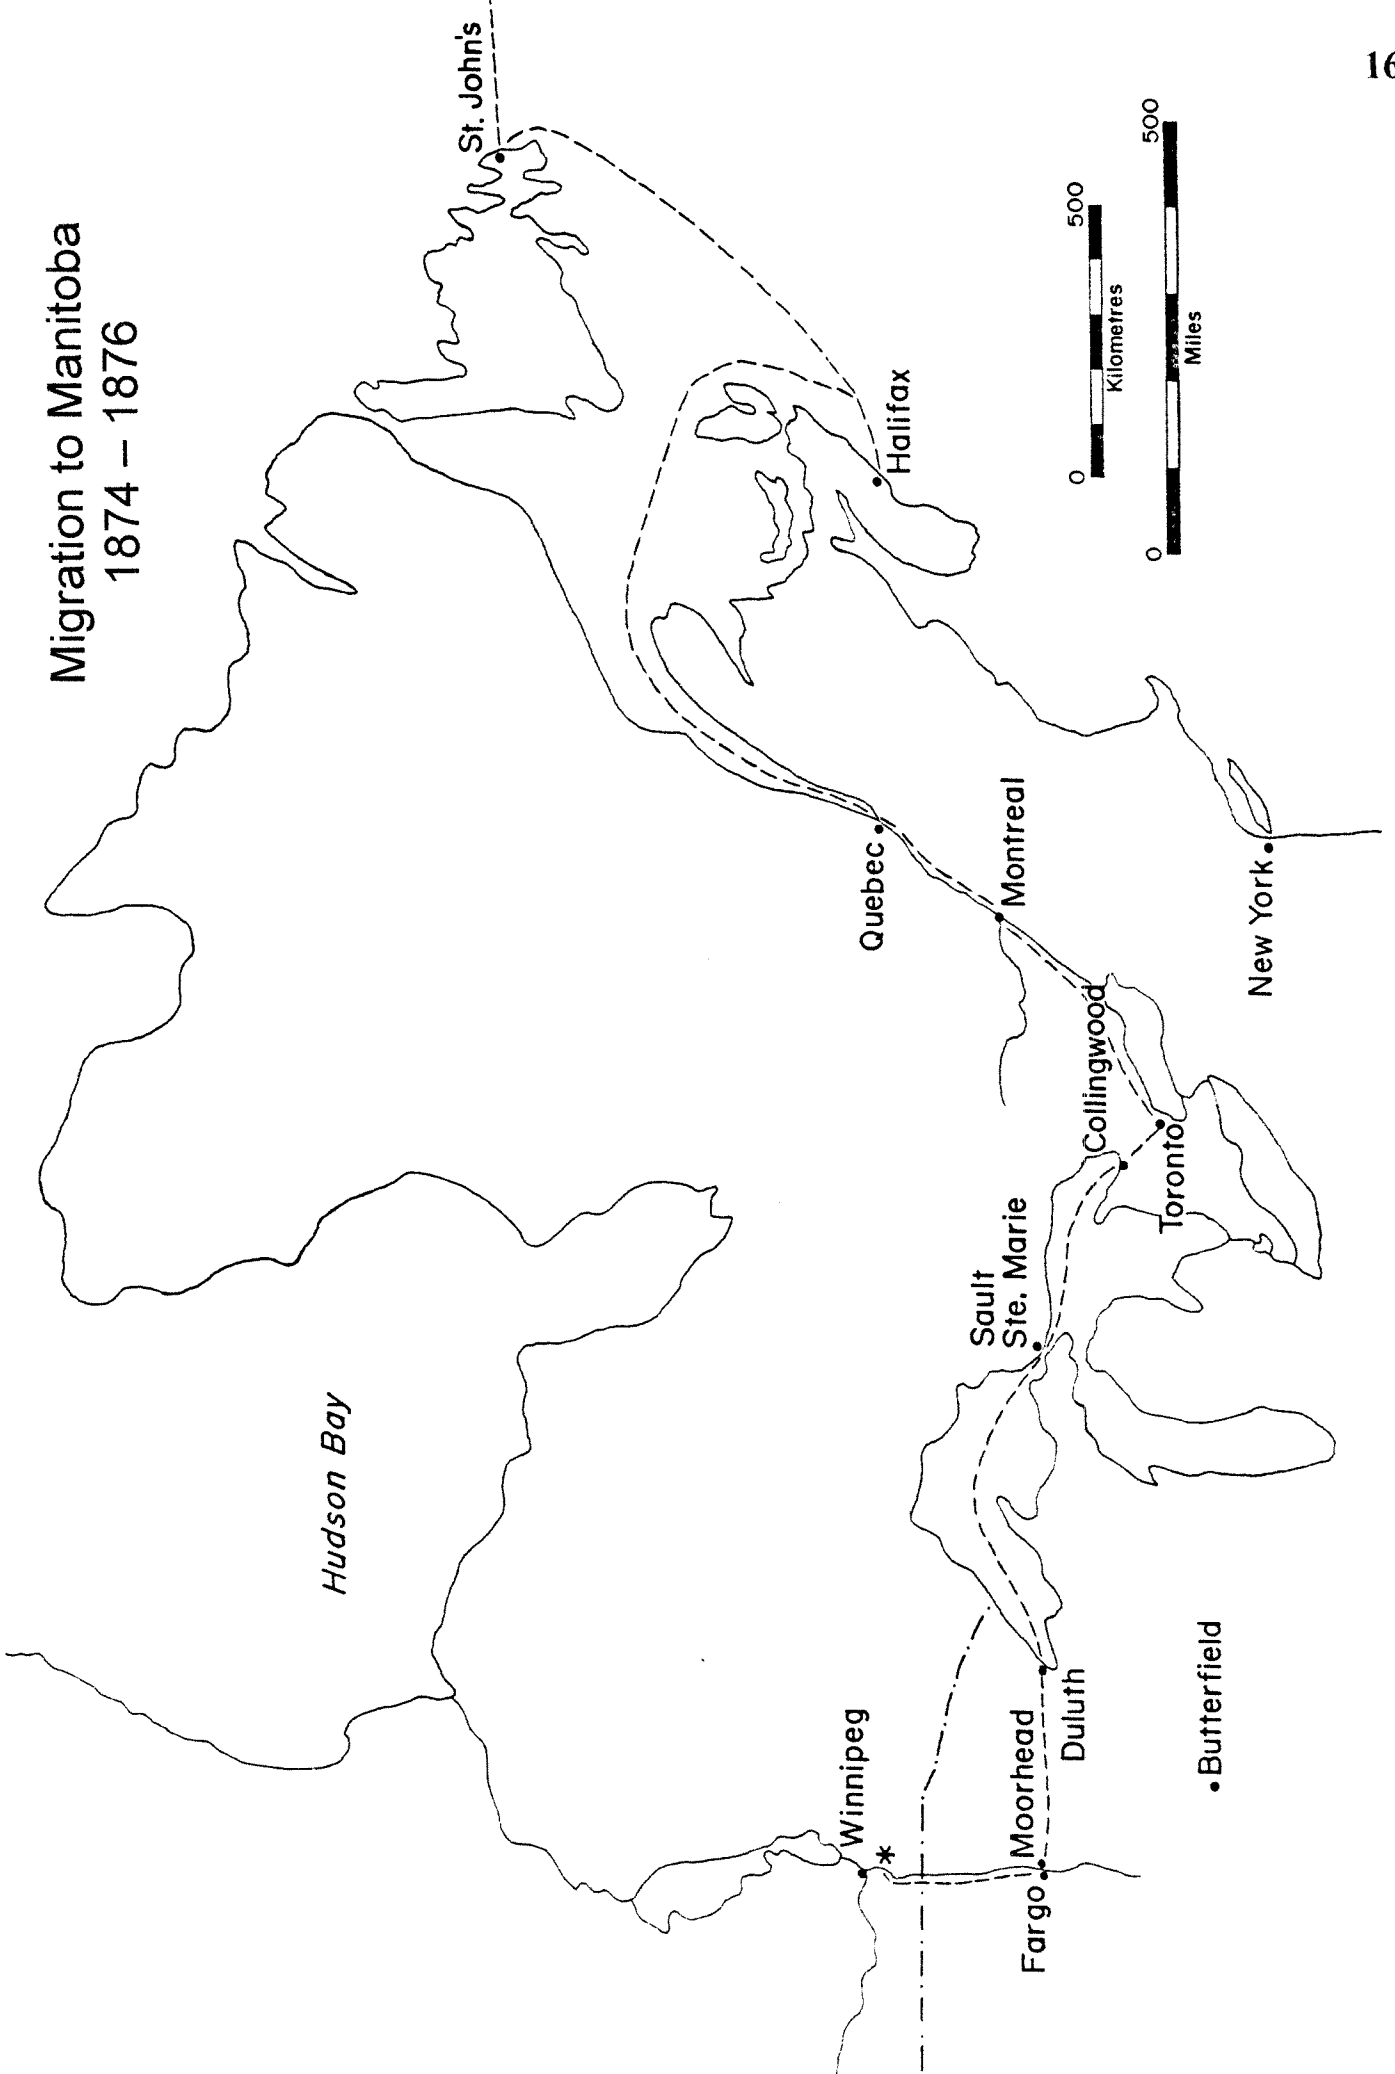 16
Migration to Manitoba
1874 – 1876
St. John's
Halifax
Hudson Bay
Quebec
Montreal
New York
Collingwood
Toronto
Sault
Ste. Marie
Winnipeg
*
Moorhead
Fargo
Duluth
Butterfield
0 500
Kilometres
0 500
Miles